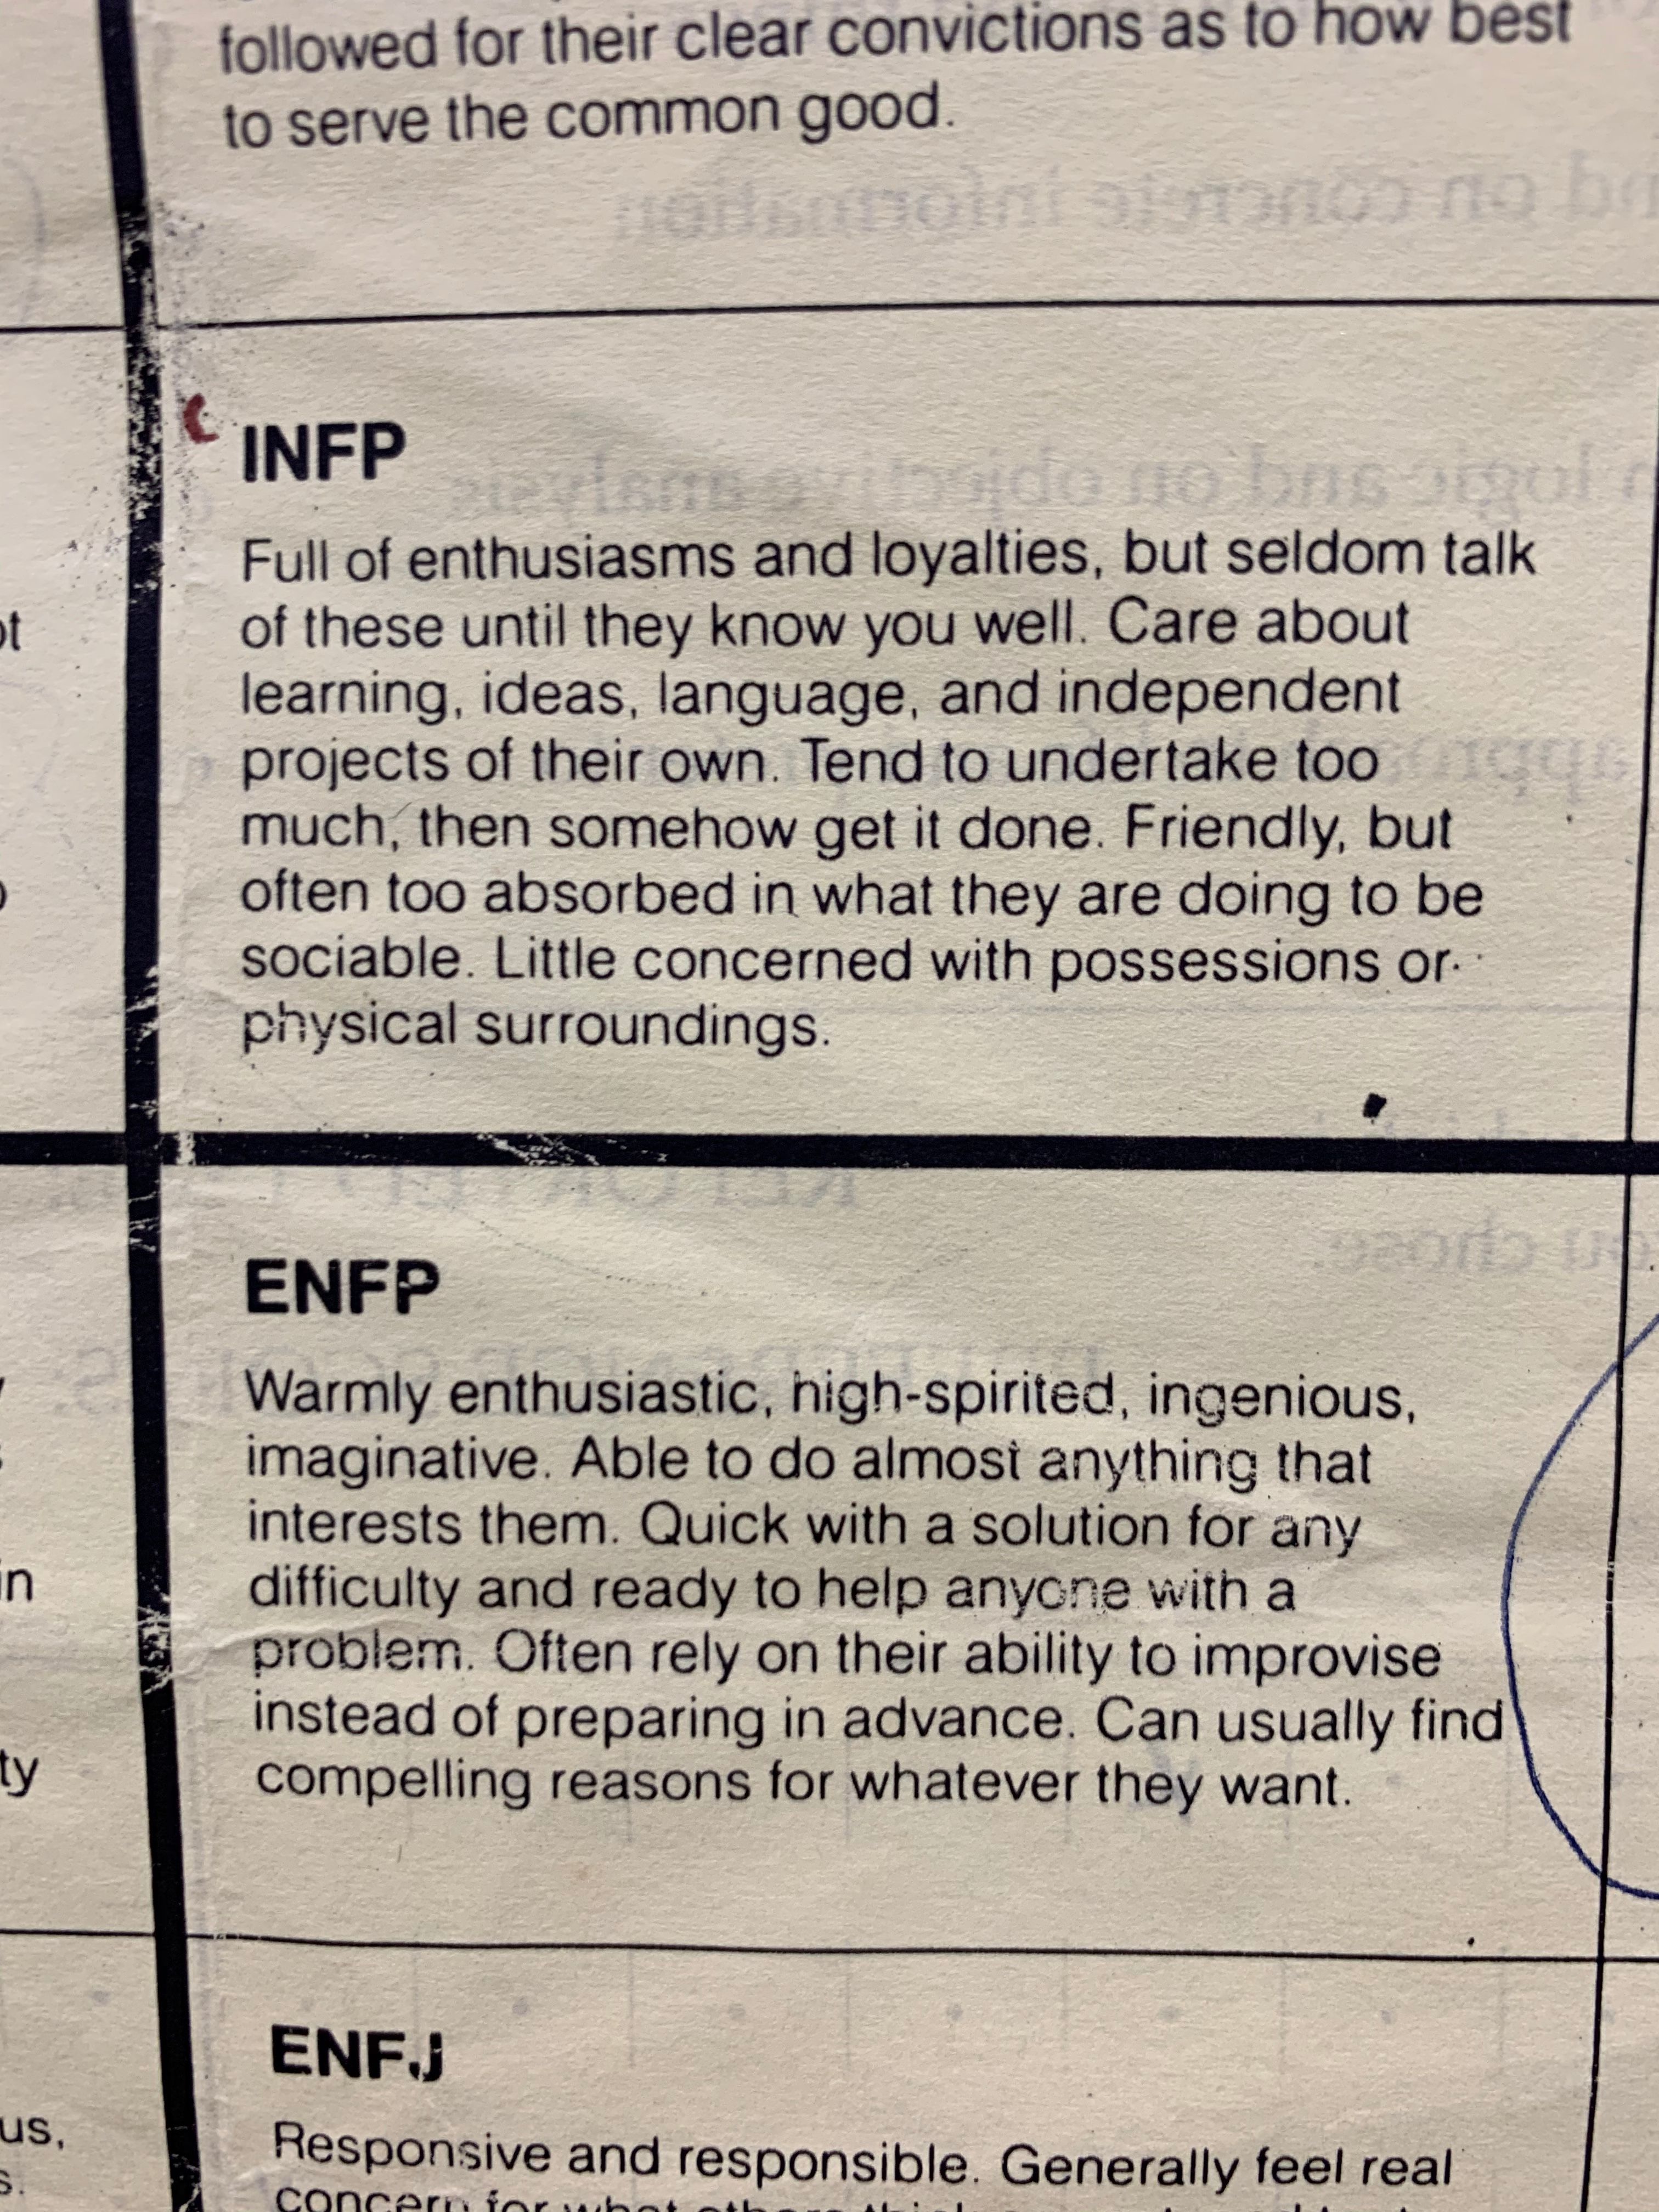 followed for their clear convictions as to how best
to serve the common good.
INFP
Full of enthusiasms and loyalties, but seldom talk
of these until they know you well. Care about
learning, ideas, language, and independent
projects of their own. Tend to undertake too
much, then somehow get it done. Friendly, but
often too absorbed in what they are doing to be
sociable. Little concerned with possessions or
physical surroundings.
ENFP
Warmly enthusiastic, high-spirited, ingenious,
imaginative. Able to do almost anything that
interests them. Quick with a solution for any
difficulty and ready to help anyone with a
problem. Often rely on their ability to improvise
instead of preparing in advance. Can usually find
compelling reasons for whatever they want.
ENFJ
Responsive and responsible. Generally feel real
concern for what others think